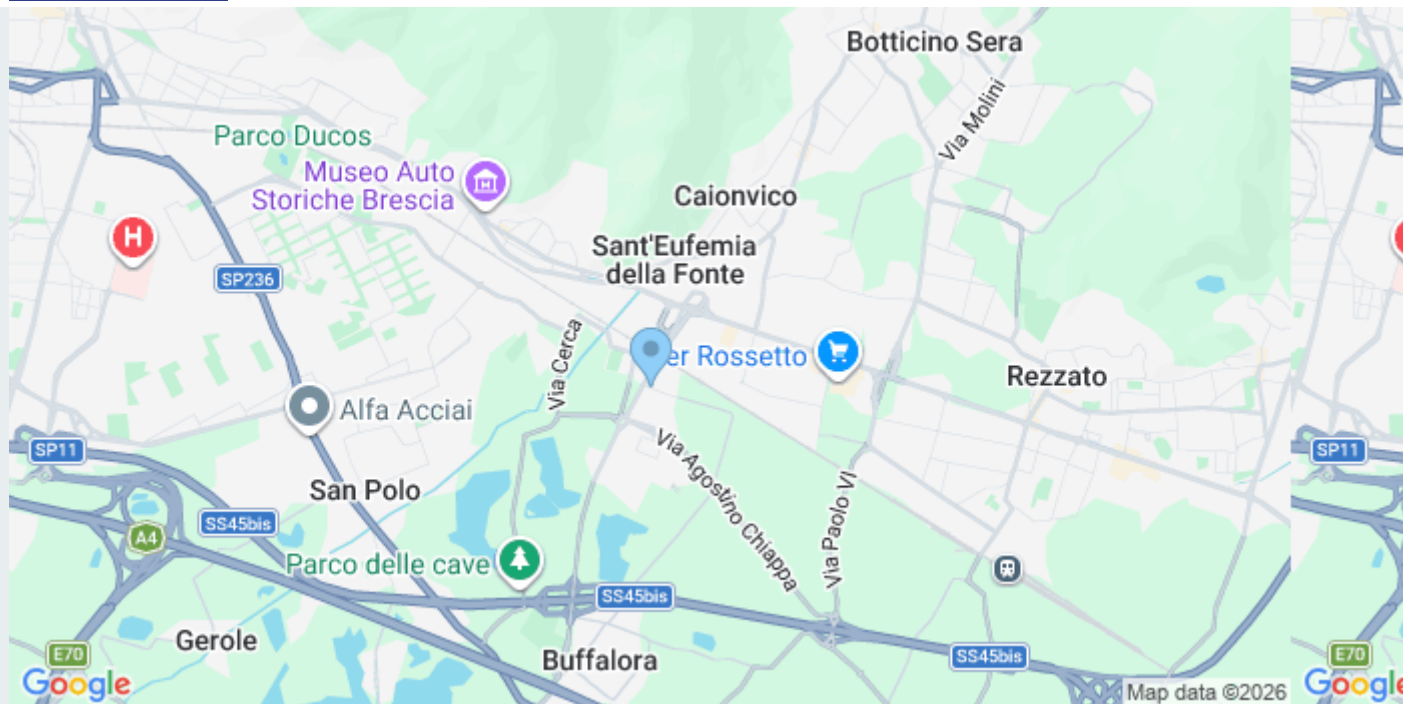 Botticino Sera
Via Molini
Parco Ducos
Museo Auto
Storiche Brescia
Caionvico
H
Sant'Eufemia
della Fonte
SP236
Via Cerca
er Rossetto
Rezzato
Alfa Acciai
Via Agostino Chiappa
SP11
SP11
San Polo
Via Paolo VI
SS45bis
A4
Parco delle cave
SS45bis
Gerole
E70
SS45bis
E70
Buffalora
Google
Map data ©2026
Google